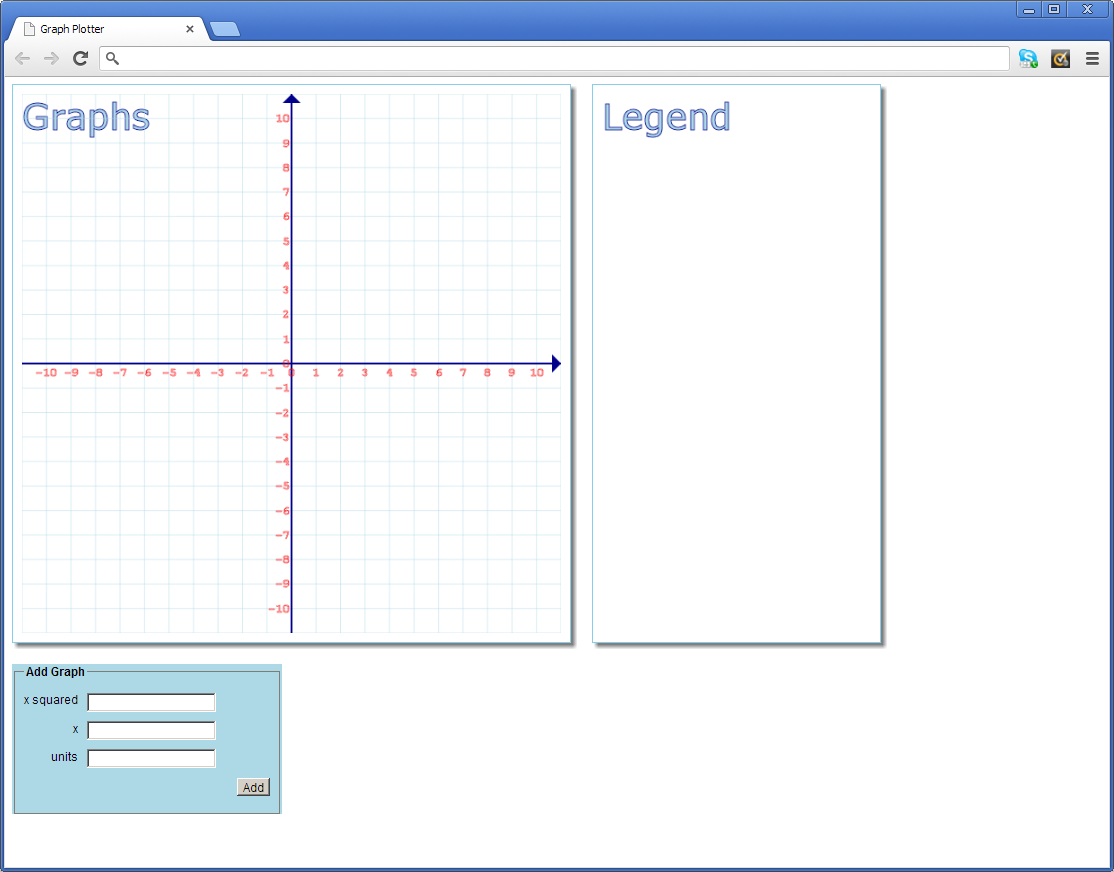 Graph Plotter
Graphs
Legend
10
9
8
7
6
5
4
3
2
1
0
-10 -9 -8 -7 -6 -5 -4 -3 -2 -1 0 1 2 3 4 5 6 7 8 9 10
-1
-2
-3
-4
-5
-6
-7
-8
-9
-10
Add Graph
x squared
x
units
Add